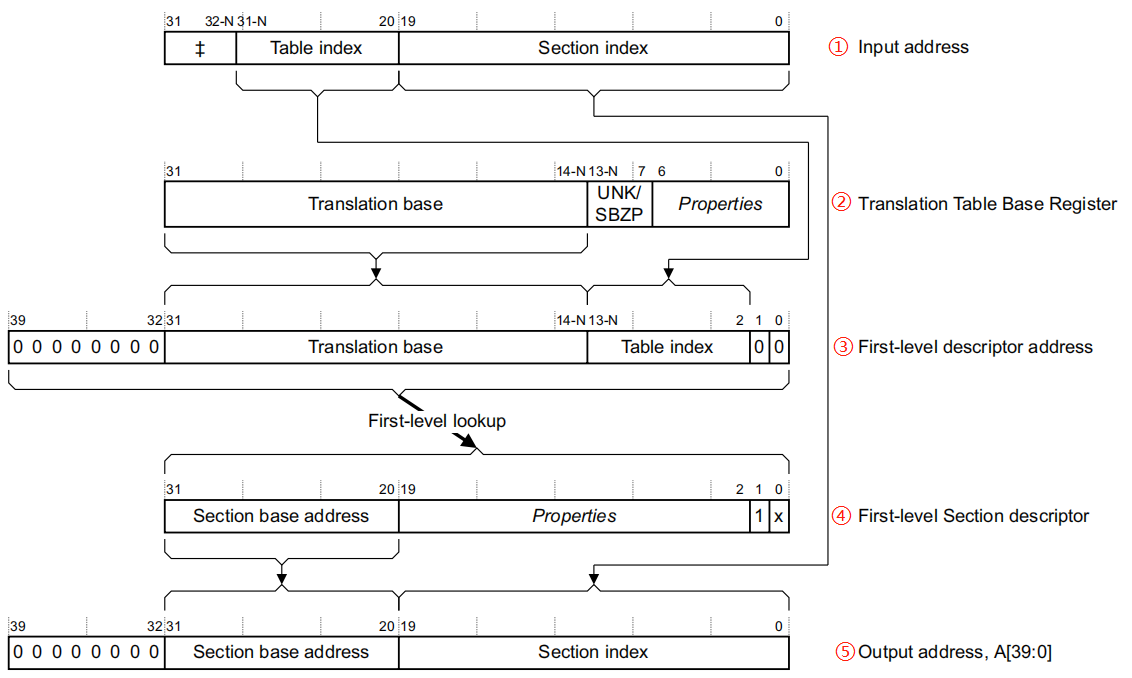 31 32-N 31-N 20 19 0
‡ Table index Section index ① Input address
31 14-N 13-N 7 6 0
Translation base UNK/ SBZP Properties ② Translation Table Base Register
39 32 31 14-N 13-N 2 1 0
0 0 0 0 0 0 0 0 Translation base Table index 0 0 ③ First-level descriptor address
First-level lookup
31 20 19 2 1 0
Section base address Properties 1 x ④ First-level Section descriptor
39 32 31 20 19 0
0 0 0 0 0 0 0 0 Section base address Section index ⑤ Output address, A[39:0]